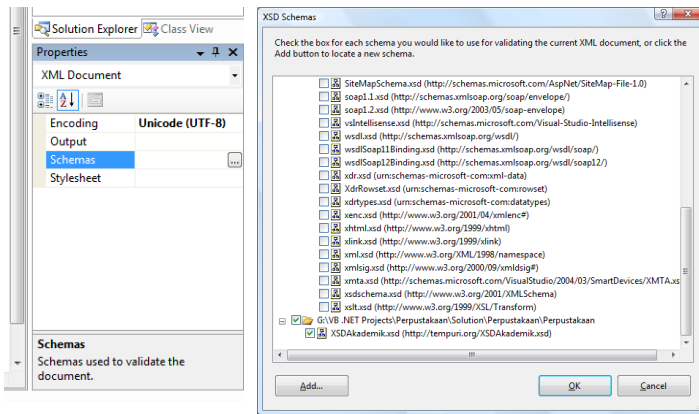 Solution Explorer Class View
Properties
XML Document
Encoding Unicode (UTF-8)
Output
Schemas ...
Stylesheet
Schemas
Schemas used to validate the
document.
XSD Schemas
Check the box for each schema you would like to use for validating the current XML document, or click the
Add button to locate a new schema.
SiteMapSchema.xsd (http://schemas.microsoft.com/AspNet/SiteMap-File-1.0)
soap1.1.xsd (http://schemas.xmlsoap.org/soap/envelope/)
soap1.2.xsd (http://www.w3.org/2003/05/soap-envelope)
vsIntellisense.xsd (http://schemas.microsoft.com/Visual-Studio-Intellisense)
wsdl.xsd (http://schemas.xmlsoap.org/wsdl/)
wsdlSoap11Binding.xsd (http://schemas.xmlsoap.org/wsdl/soap/)
wsdlSoap12Binding.xsd (http://schemas.xmlsoap.org/wsdl/soap12/)
xdr.xsd (urn:schemas-microsoft-com:xml-data)
XdrRowset.xsd (urn:schemas-microsoft-com:rowset)
xdrtypes.xsd (urn:schemas-microsoft-com:datatypes)
xenc.xsd (http://www.w3.org/2001/04/xmlenc#)
xhtml.xsd (http://www.w3.org/1999/xhtml)
xlink.xsd (http://www.w3.org/1999/xlink)
xml.xsd (http://www.w3.org/XML/1998/namespace)
xmlsig.xsd (http://www.w3.org/2000/09/xmldsig#)
xmta.xsd (http://schemas.microsoft.com/VisualStudio/2004/03/SmartDevices/XMTA.xs
xsdschema.xsd (http://www.w3.org/2001/XMLSchema)
xslt.xsd (http://www.w3.org/1999/XSL/Transform)
G:\VB .NET Projects\Perpustakaan\Solution\Perpustakaan\Perpustakaan
XSDAkademik.xsd (http://tempuri.org/XSDAkademik.xsd)
Add... OK Cancel